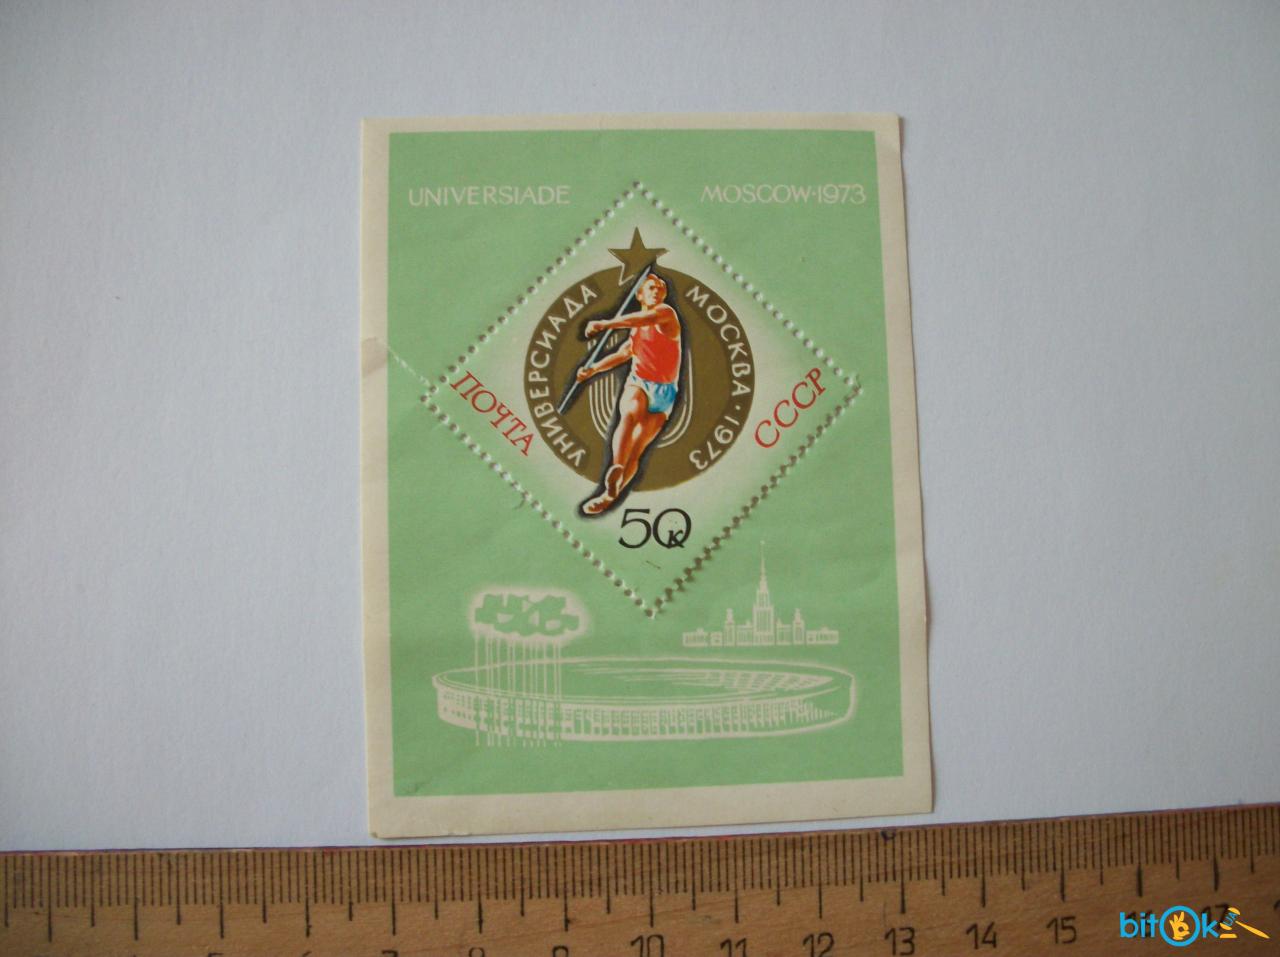 UNIVERSIADE MOSCOW·1973
УНИВЕРСИАДА МОСКВА · 1973
ПОЧТА СССР
50к
10 11 12 13 14 15
bitOk